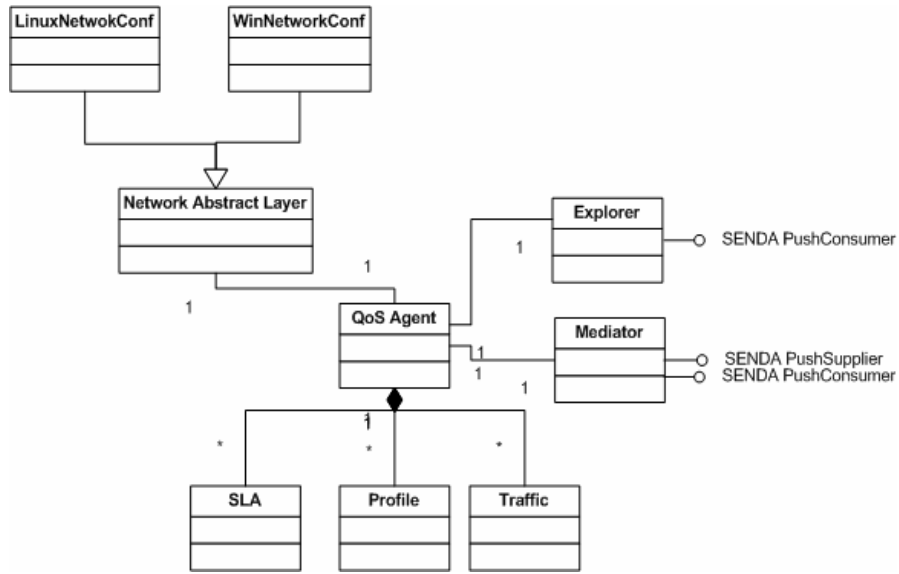 LinuxNetwokConf
WinNetworkConf
Network Abstract Layer
Explorer
SENDA PushConsumer
1
1
1
QoS Agent
Mediator
1
1
1
SENDA PushSupplier
SENDA PushConsumer
1
1
*
*
*
SLA
Profile
Traffic